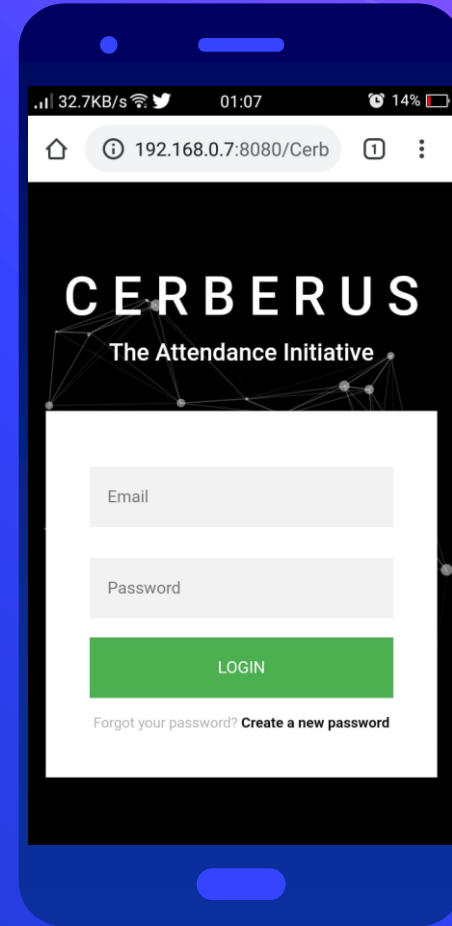 32.7KB/s 01:07 14%
192.168.0.7:8080/Cerb 1
CERBERUS
The Attendance Initiative
Email
Password
LOGIN
Forgot your password? Create a new password